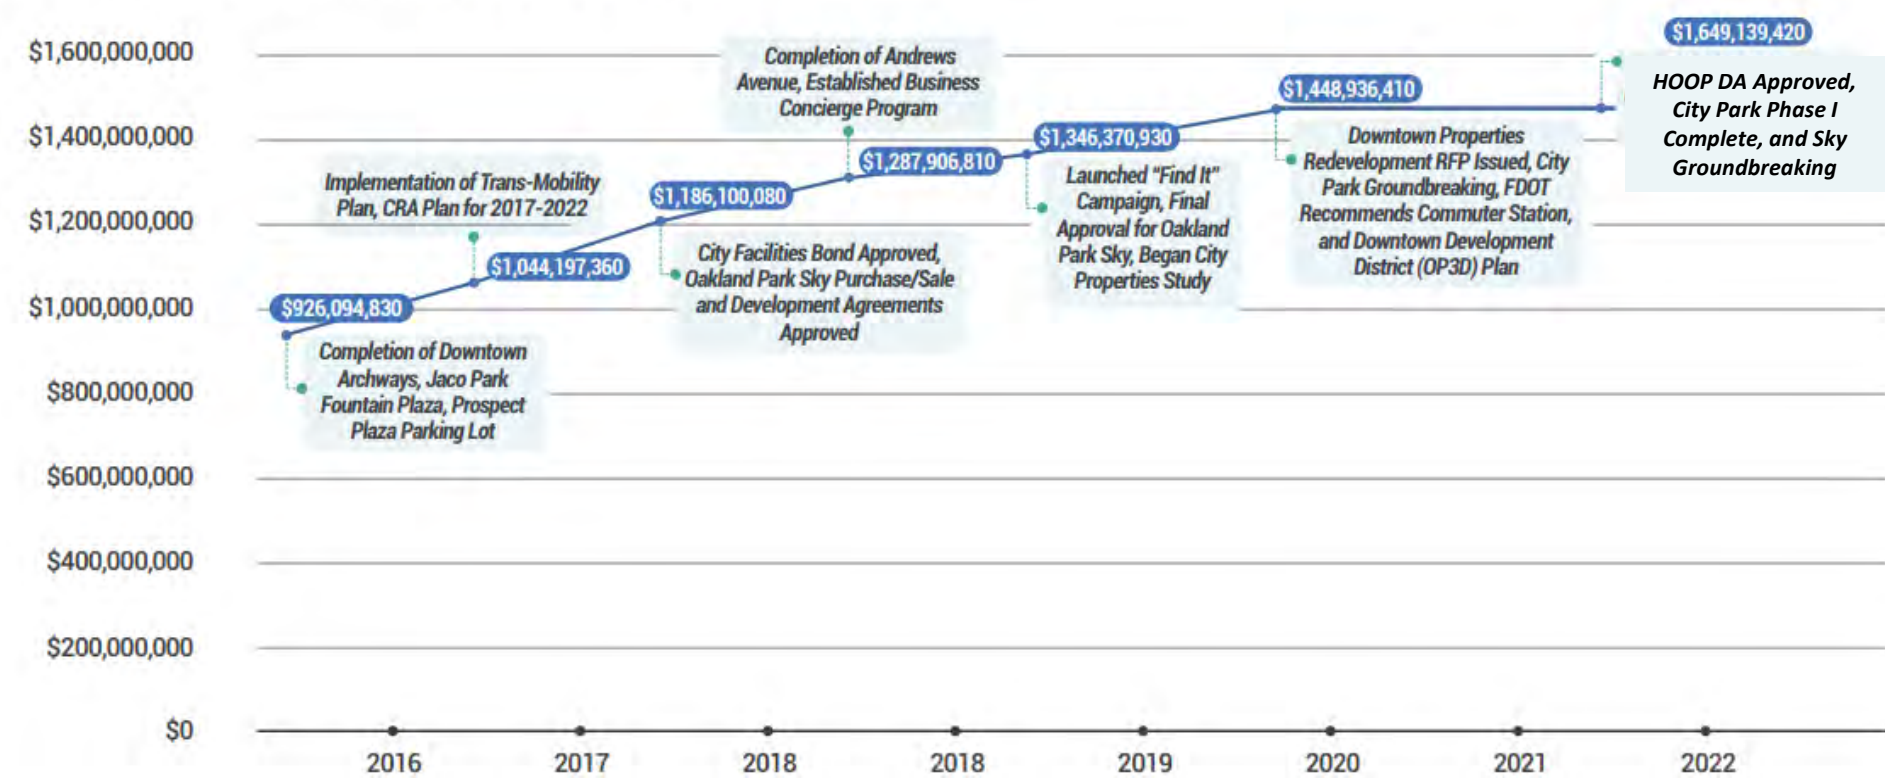 $1,600,000,000
$1,400,000,000
$1,200,000,000
$1,000,000,000
$800,000,000
$600,000,000
$400,000,000
$200,000,000
$0
$926,094,830
Completion of Downtown
Archways, Jaco Park
Fountain Plaza, Prospect
Plaza Parking Lot
Implementation of Trans-Mobility
Plan, CRA Plan for 2017-2022
$1,044,197,360
$1,186,100,080
City Facilities Bond Approved,
Oakland Park Sky Purchase/Sale
and Development Agreements
Approved
Completion of Andrews
Avenue, Established Business
Concierge Program
$1,287,906,810
$1,346,370,930
Launched "Find It"
Campaign, Final
Approval for Oakland
Park Sky, Began City
Properties Study
$1,448,936,410
Downtown Properties
Redevelopment RFP Issued, City
Park Groundbreaking, FDOT
Recommends Commuter Station,
and Downtown Development
District (OP3D) Plan
$1,649,139,420
HOOP DA Approved,
City Park Phase I
Complete, and Sky
Groundbreaking
2016
2017
2018
2018
2019
2020
2021
2022